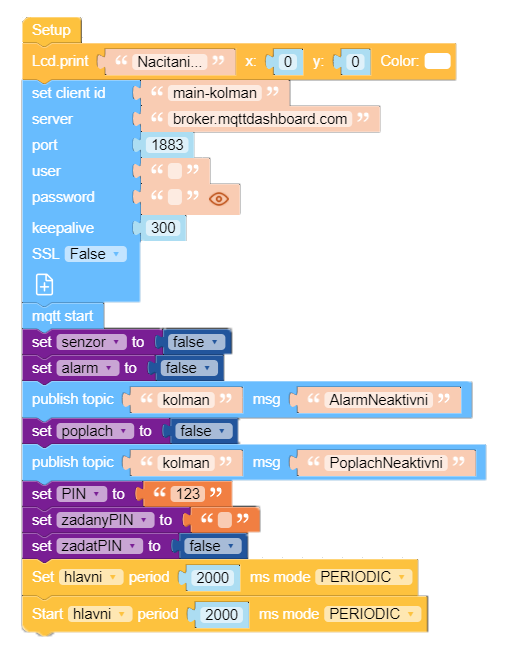 Setup
Lcd.print “ Nacitani... ” x: 0 y: 0 Color:
set client id “ main-kolman ”
server “ broker.mqttdashboard.com ”
port 1883
user “ ”
password “ ”
keepalive 300
SSL False
mqtt start
set senzor to false
set alarm to false
publish topic “ kolman ” msg “ AlarmNeaktivni ”
set poplach to false
publish topic “ kolman ” msg “ PoplachNeaktivni ”
set PIN to “ 123 ”
set zadanyPIN to “ ”
set zadatPIN to false
Set hlavni period 2000 ms mode PERIODIC
Start hlavni period 2000 ms mode PERIODIC